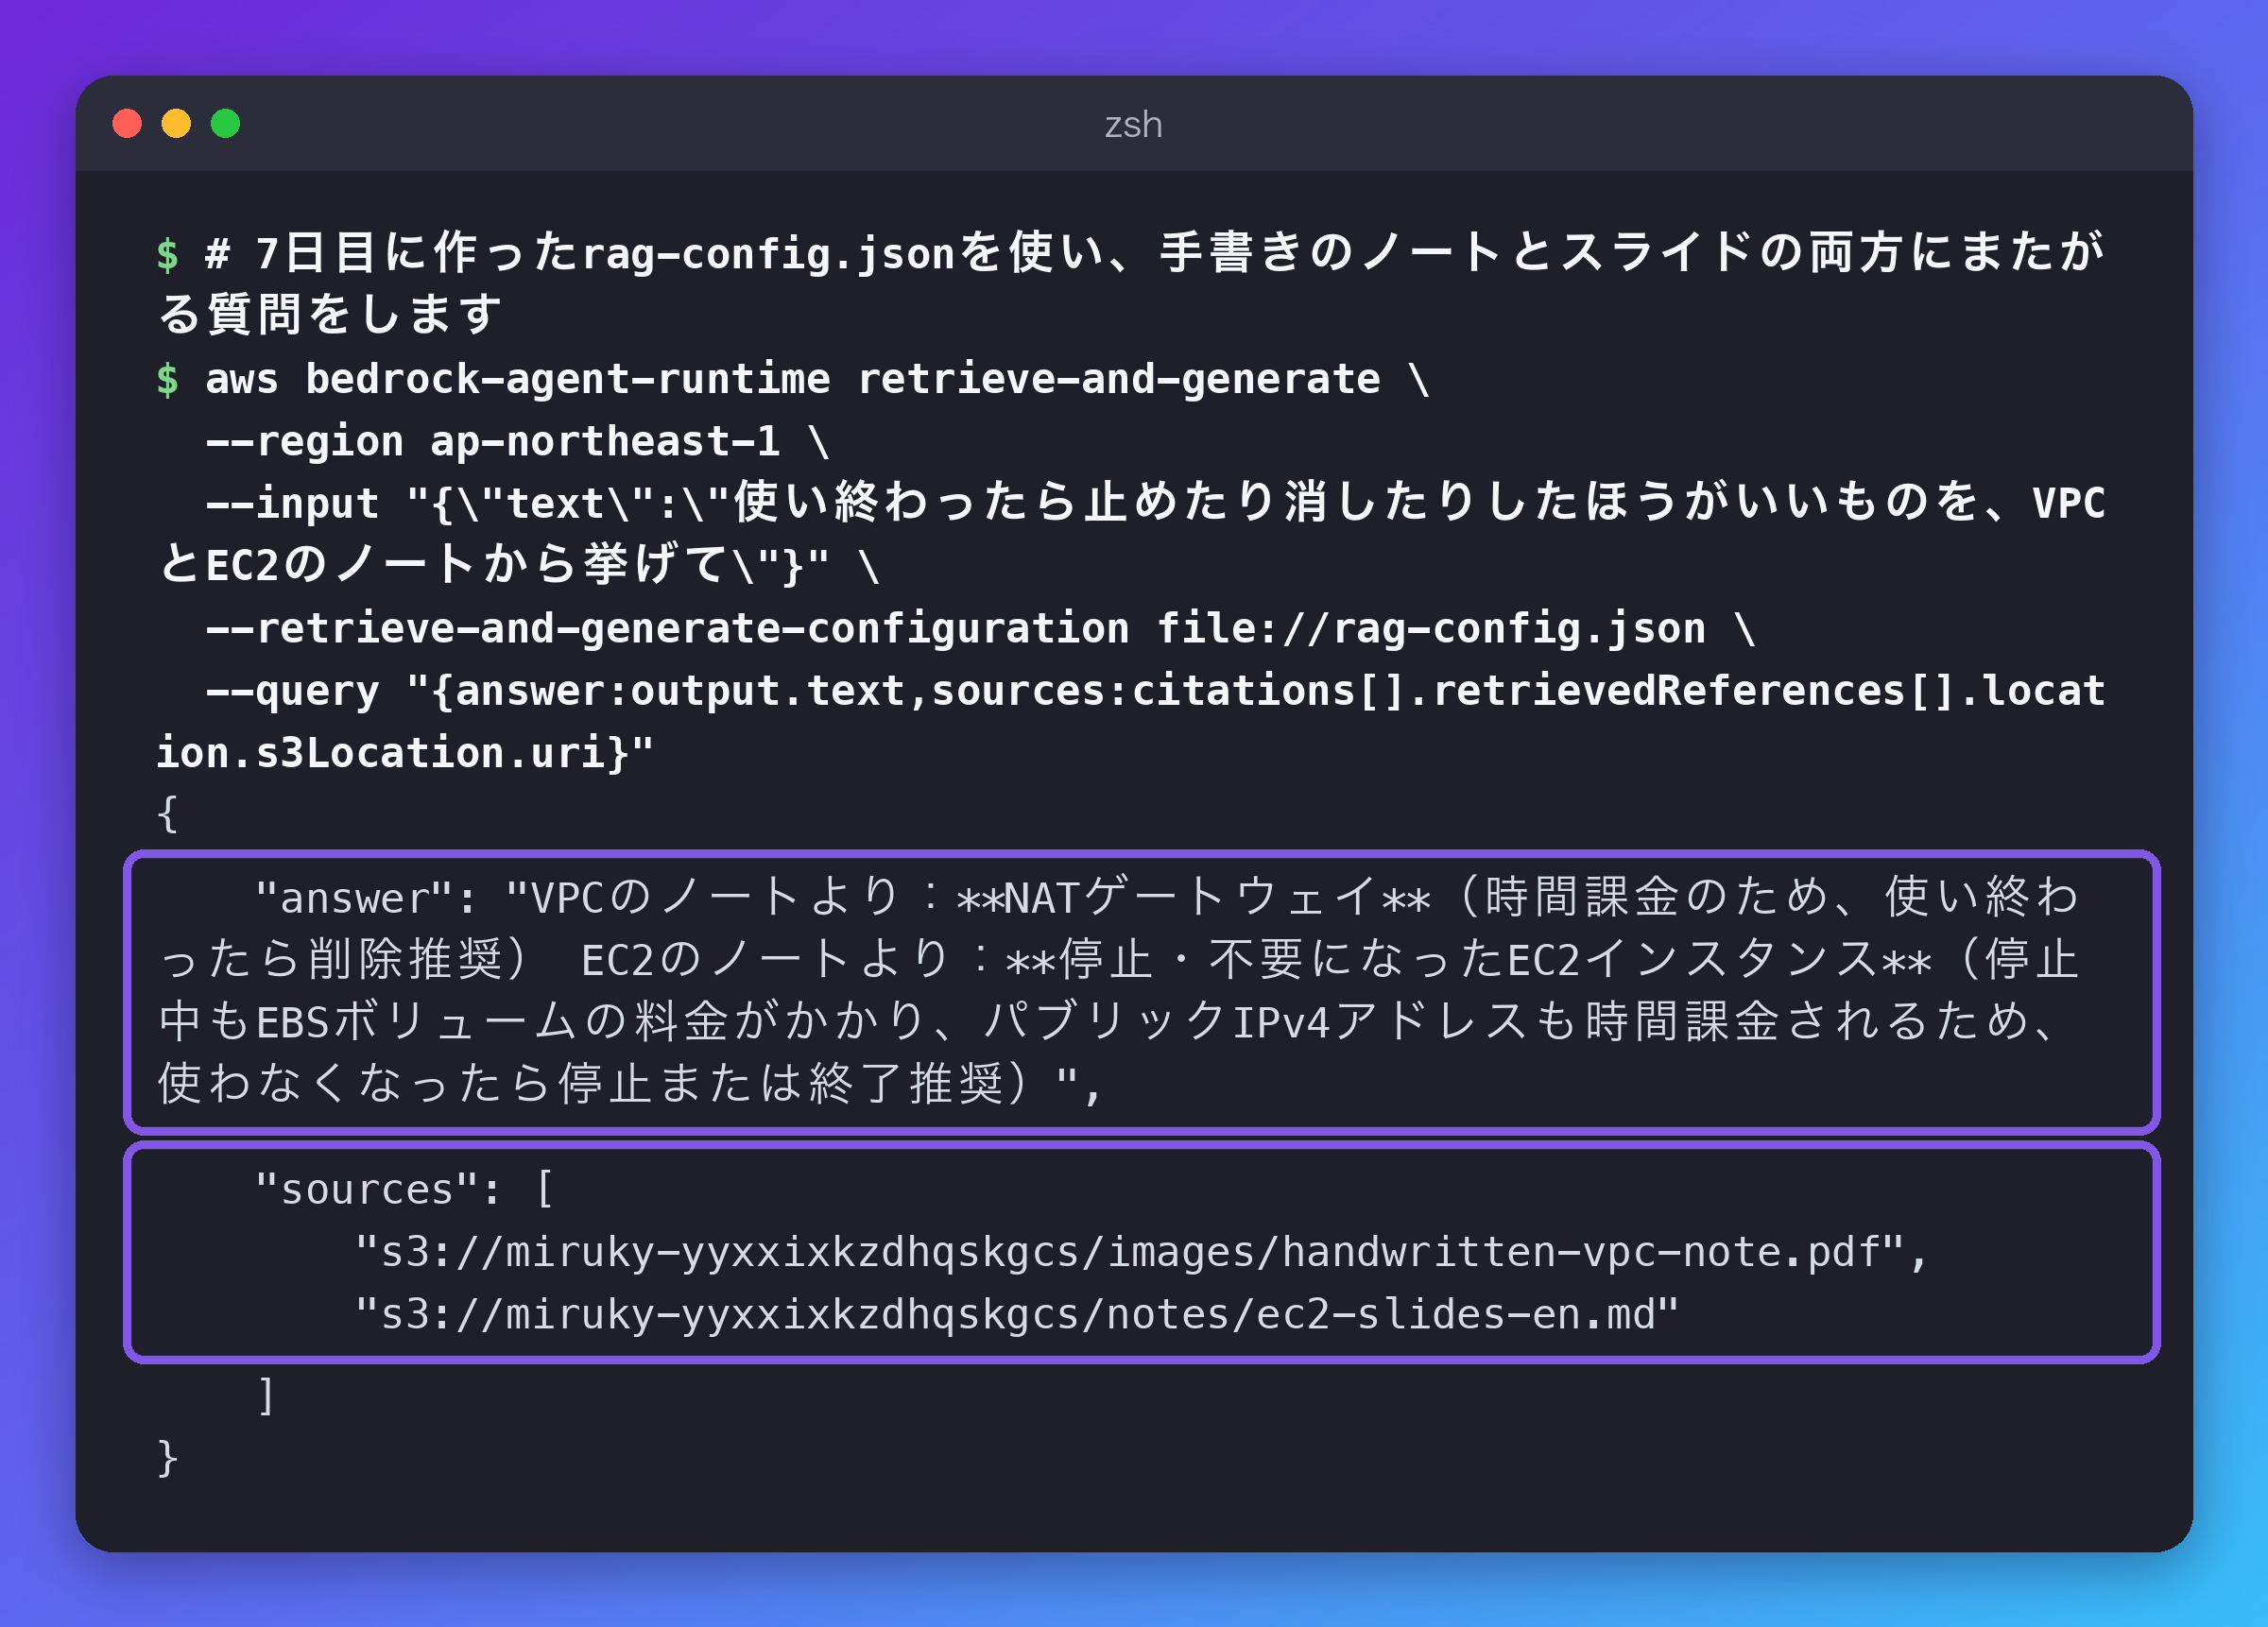 zsh
$ # 7日目に作ったrag-config.jsonを使い、手書きのノートとスライドの両方にまたが
る質問をします
$ aws bedrock-agent-runtime retrieve-and-generate \
  --region ap-northeast-1 \
  --input "{\"text\":\"使い終わったら止めたり消したりしたほうがいいものを、VPC
とEC2のノートから挙げて\"}" \
  --retrieve-and-generate-configuration file://rag-config.json \
  --query "{answer:output.text,sources:citations[].retrievedReferences[].locat
ion.s3Location.uri}"
{
    "answer": "VPCのノートより：**NATゲートウェイ**（時間課金のため、使い終わ
ったら削除推奨） EC2のノートより：**停止・不要になったEC2インスタンス**（停止
中もEBSボリュームの料金がかかり、パブリックIPv4アドレスも時間課金されるため、
使わなくなったら停止または終了推奨）",
    "sources": [
        "s3://miruky-yyxxixkzdhqskgcs/images/handwritten-vpc-note.pdf",
        "s3://miruky-yyxxixkzdhqskgcs/notes/ec2-slides-en.md"
    ]
}